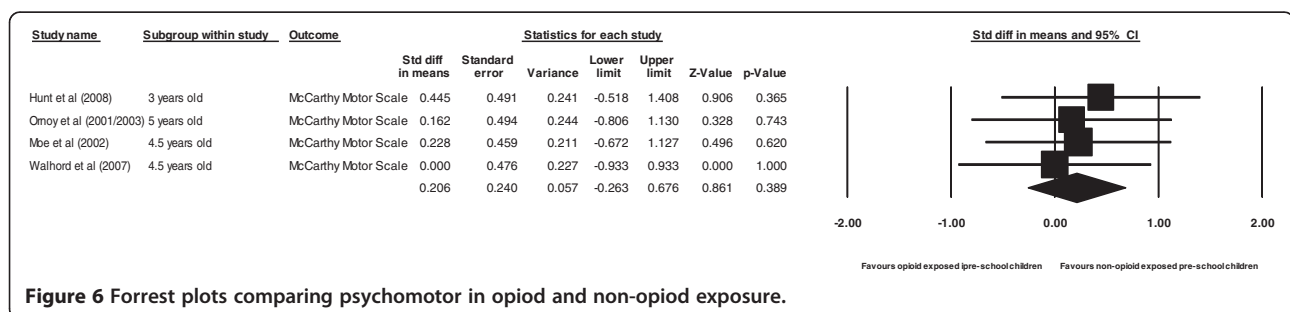 Study name Subgroup within study Outcome Statistics for each study Std diff in means and 95% CI
Std diff Standard Lower Upper
in means error Variance limit limit Z-Value p-Value
Hunt et al (2008) 3 years old McCarthy Motor Scale 0.445 0.491 0.241 -0.518 1.408 0.906 0.365
Ornoy et al (2001/2003) 5 years old McCarthy Motor Scale 0.162 0.494 0.244 -0.806 1.130 0.328 0.743
Moe et al (2002) 4.5 years old McCarthy Motor Scale 0.228 0.459 0.211 -0.672 1.127 0.496 0.620
Walhord et al (2007) 4.5 years old McCarthy Motor Scale 0.000 0.476 0.227 -0.933 0.933 0.000 1.000
0.206 0.240 0.057 -0.263 0.676 0.861 0.389
-2.00 -1.00 0.00 1.00 2.00
Favours opioid exposed ipre-school children Favours non-opioid exposed pre-school children
Figure 6 Forrest plots comparing psychomotor in opiod and non-opiod exposure.